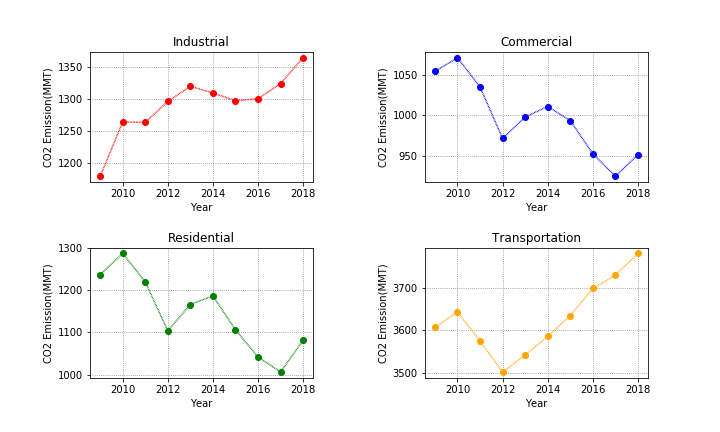 Industrial
CO2 Emission(MMT)
1350
1300
1250
1200
2010 2012 2014 2016 2018
Year
Commercial
CO2 Emission(MMT)
1050
1000
950
2010 2012 2014 2016 2018
Year
Residential
CO2 Emission(MMT)
1300
1200
1100
1000
2010 2012 2014 2016 2018
Year
Transportation
CO2 Emission(MMT)
3700
3600
3500
2010 2012 2014 2016 2018
Year